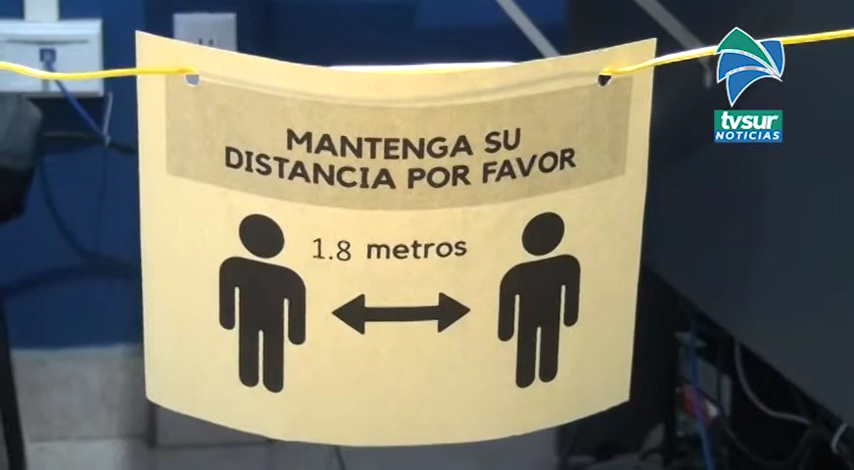 MANTENGA SU
DISTANCIA POR FAVOR
1.8 metros
tvsur
NOTICIAS